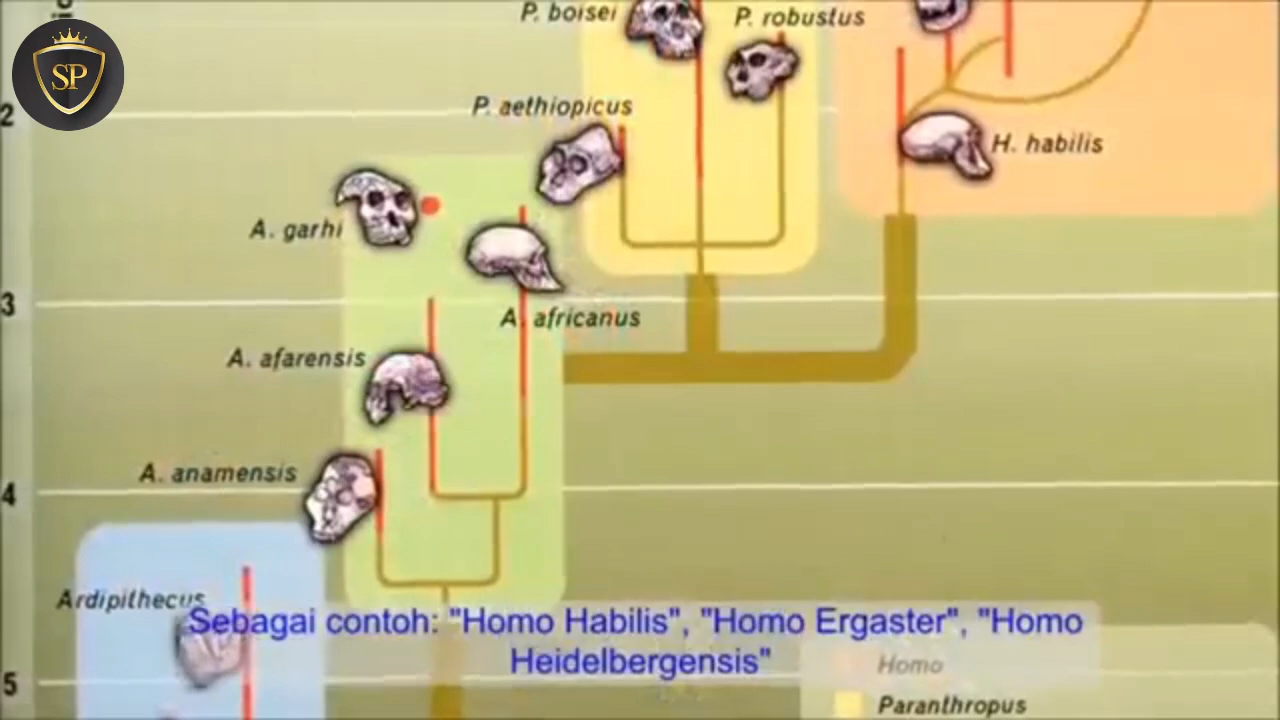 SP
P. boisei
P. robustus
2
P. aethiopicus
H. habilis
A. garhi
3
A. africanus
A. afarensis
A. anamensis
4
Ardipithecus
Sebagai contoh: "Homo Habilis", "Homo Ergaster", "Homo
Heidelbergensis"
Homo
5
Paranthropus